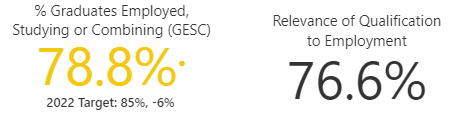 % Graduates Employed,
Studying or Combining (GESC)
78.8%
2022 Target: 85%, -6%
Relevance of Qualification
to Employment
76.6%